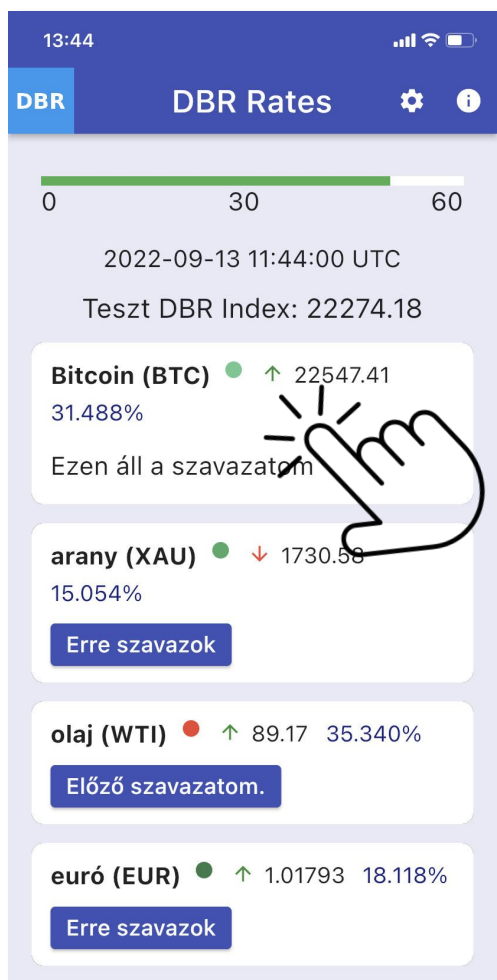 13:44
DBR DBR Rates
0 30 60
2022-09-13 11:44:00 UTC
Teszt DBR Index: 22274.18
Bitcoin (BTC) ↑ 22547.41
31.488%
Ezen áll a szavazatom
arany (XAU) ↓ 1730.58
15.054%
Erre szavazok
olaj (WTI) ↑ 89.17 35.340%
Előző szavazatom.
euró (EUR) ↑ 1.01793 18.118%
Erre szavazok